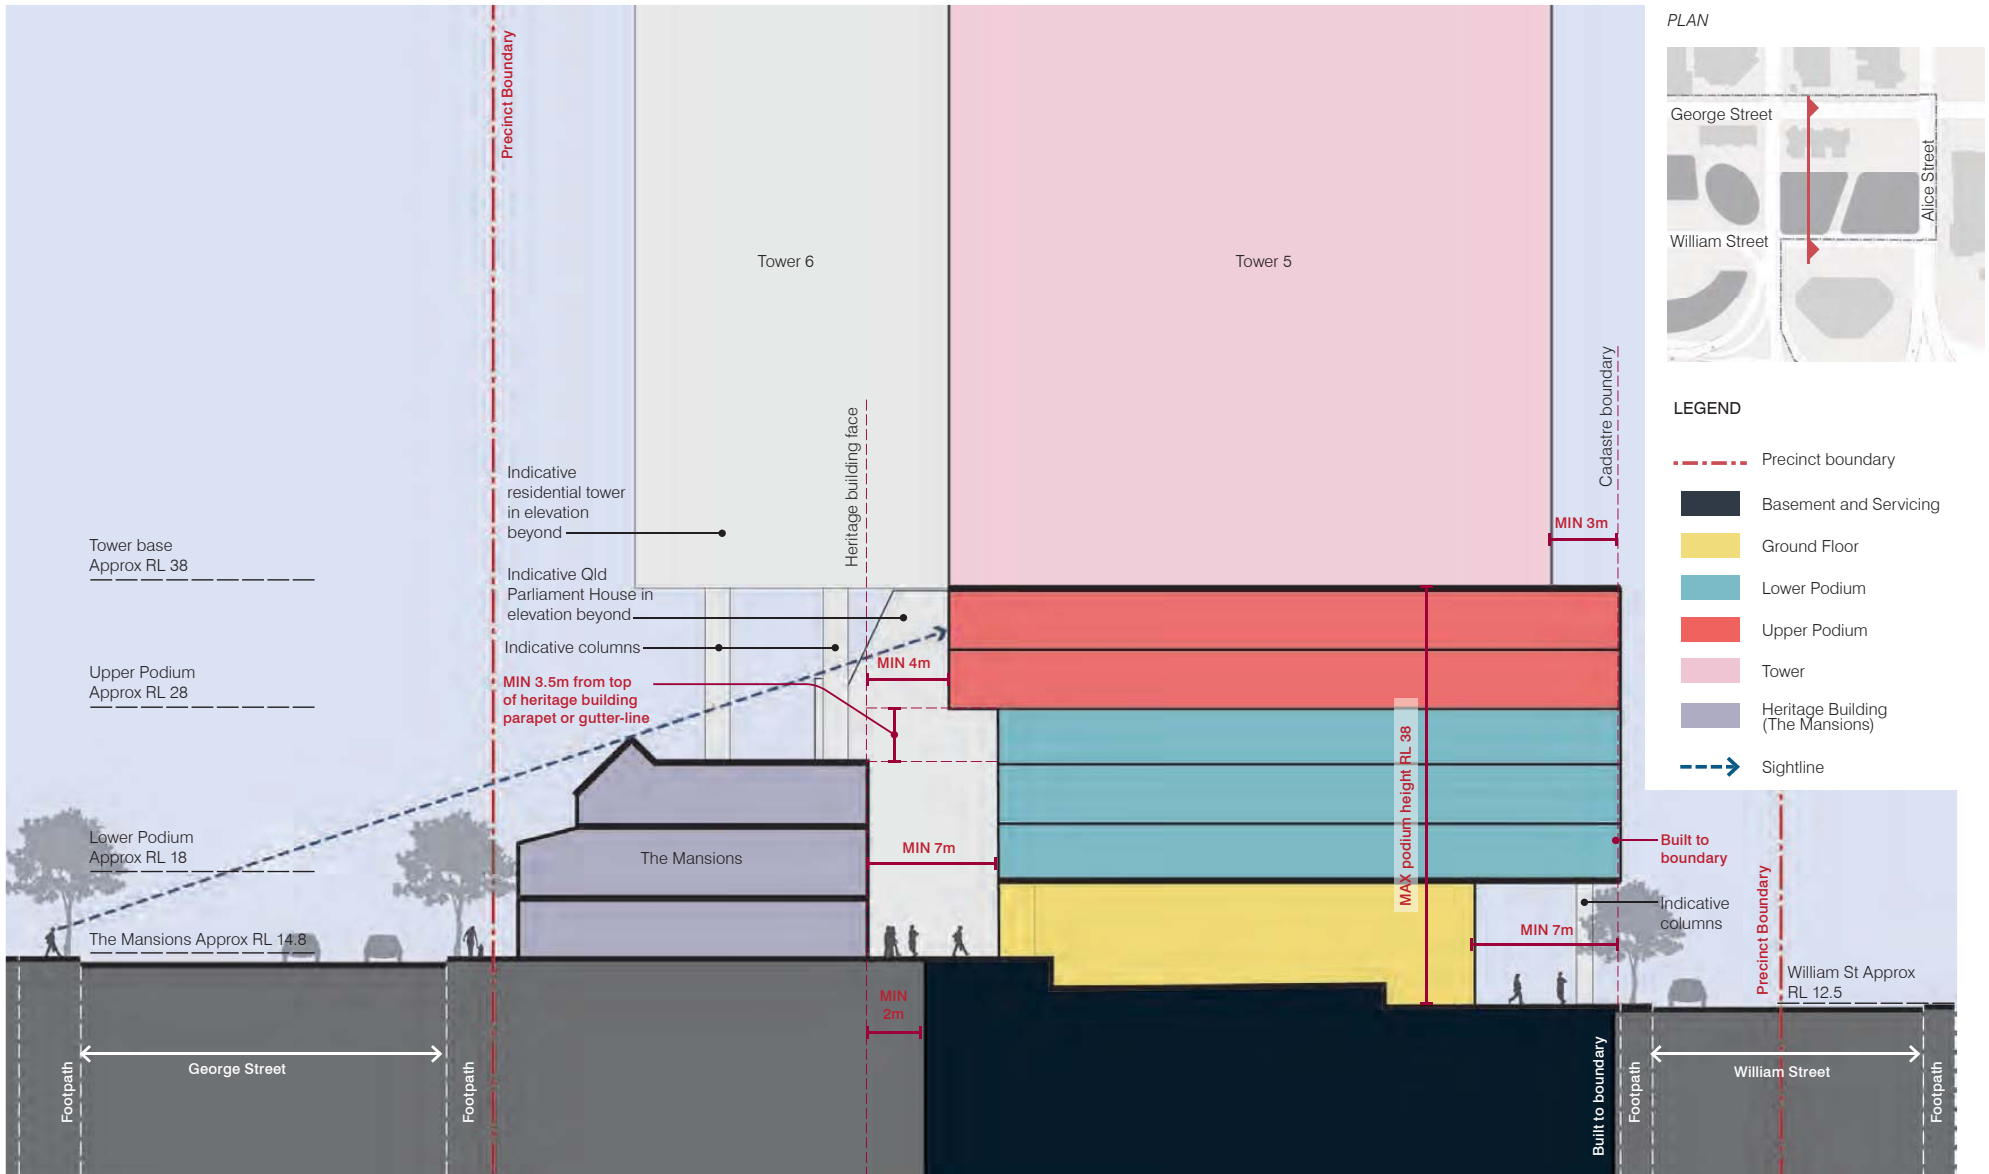 Precinct Boundary
Tower 6
Tower 5
Heritage building face
Cadastre boundary
Indicative
residential tower
in elevation
beyond
MIN 3m
Tower base
Approx RL 38
Indicative Qld
Parliament House in
elevation beyond
Indicative columns
MIN 4m
Upper Podium
Approx RL 28
MIN 3.5m from top
of heritage building
parapet or gutter-line
MAX podium height RL 38
Lower Podium
Approx RL 18
The Mansions
MIN 7m
Built to
boundary
Indicative
columns
Precinct Boundary
The Mansions Approx RL 14.8
MIN 7m
William St Approx
RL 12.5
MIN
2m
Footpath
George Street
Footpath
Built to boundary
Footpath
William Street
Footpath
PLAN
George Street
Alice Street
William Street
LEGEND
Precinct boundary
Basement and Servicing
Ground Floor
Lower Podium
Upper Podium
Tower
Heritage Building
(The Mansions)
Sightline